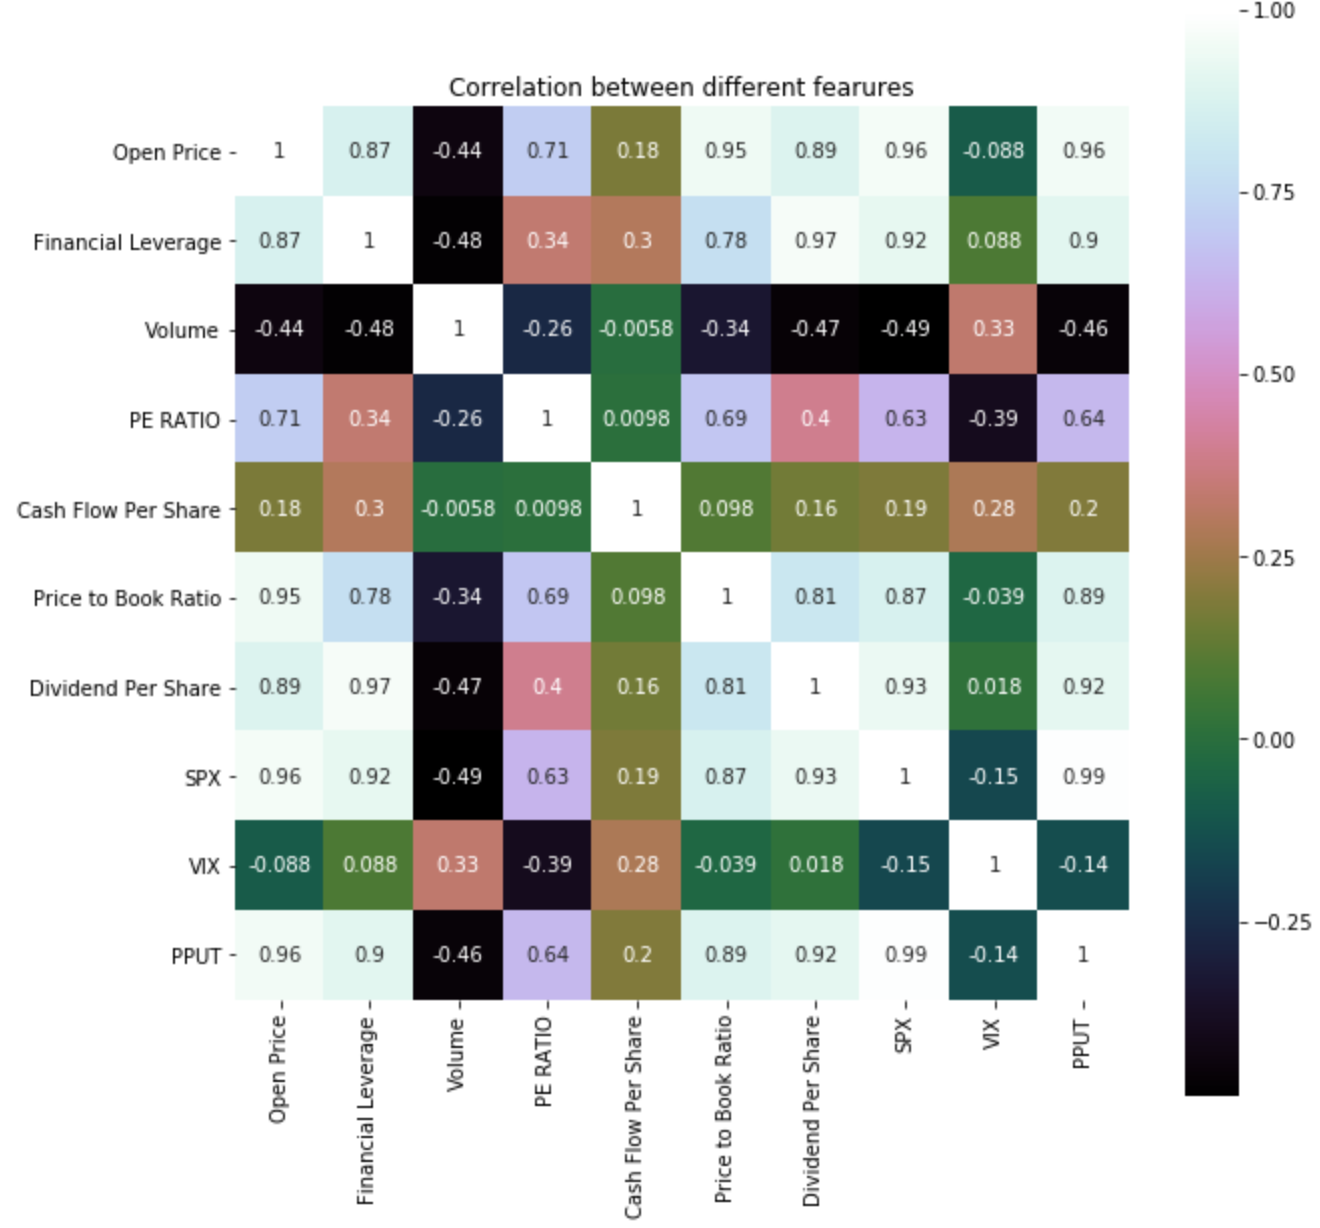 Correlation between different fearures
Open Price 1 0.87 -0.44 0.71 0.18 0.95 0.89 0.96 -0.088 0.96
Financial Leverage 0.87 1 -0.48 0.34 0.3 0.78 0.97 0.92 0.088 0.9
Volume -0.44 -0.48 1 -0.26 -0.0058 -0.34 -0.47 -0.49 0.33 -0.46
PE RATIO 0.71 0.34 -0.26 1 0.0098 0.69 0.4 0.63 -0.39 0.64
Cash Flow Per Share 0.18 0.3 -0.0058 0.0098 1 0.098 0.16 0.19 0.28 0.2
Price to Book Ratio 0.95 0.78 -0.34 0.69 0.098 1 0.81 0.87 -0.039 0.89
Dividend Per Share 0.89 0.97 -0.47 0.4 0.16 0.81 1 0.93 0.018 0.92
SPX 0.96 0.92 -0.49 0.63 0.19 0.87 0.93 1 -0.15 0.99
VIX -0.088 0.088 0.33 -0.39 0.28 -0.039 0.018 -0.15 1 -0.14
PPUT 0.96 0.9 -0.46 0.64 0.2 0.89 0.92 0.99 -0.14 1
Open Price
Financial Leverage
Volume
PE RATIO
Cash Flow Per Share
Price to Book Ratio
Dividend Per Share
SPX
VIX
PPUT
1.00
0.75
0.50
0.25
0.00
−0.25